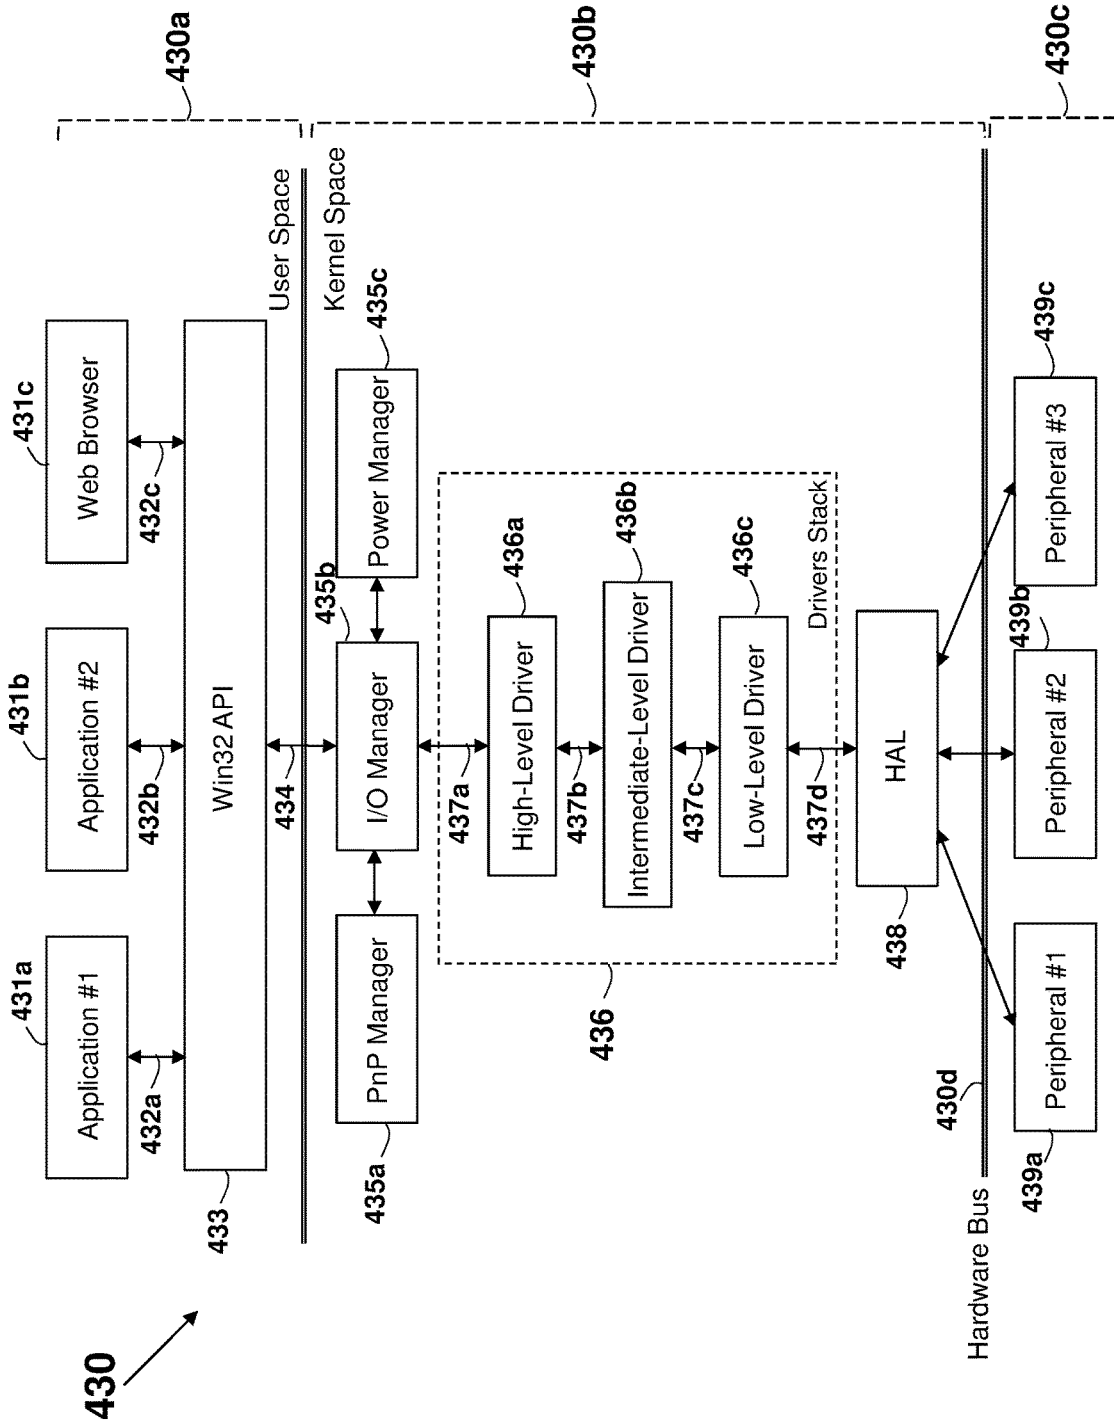 430
430a
430b
430c
431a
Application #1
431b
Application #2
431c
Web Browser
432a
432b
432c
433
Win32 API
434
User Space
Kernel Space
435a
PnP Manager
435b
I/O Manager
435c
Power Manager
437a
436a
High-Level Driver
437b
436b
Intermediate-Level Driver
437c
436c
Low-Level Driver
437d
Drivers Stack
436
438
HAL
430d
Hardware Bus
439a
Peripheral #1
439b
Peripheral #2
439c
Peripheral #3